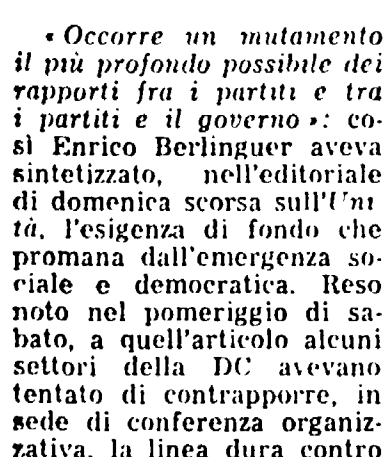 « Occorre un mutamento
il più profondo possibile dei
rapporti fra i partiti e tra
i partiti e il governo »: co-
sì Enrico Berlinguer aveva
sintetizzato, nell'editoriale
di domenica scorsa sull'Uni
tà, l'esigenza di fondo che
promana dall'emergenza so-
ciale e democratica. Reso
noto nel pomeriggio di sa-
bato, a quell'articolo alcuni
settori della DC avevano
tentato di contrapporre, in
sede di conferenza organiz-
zativa, la linea dura contro